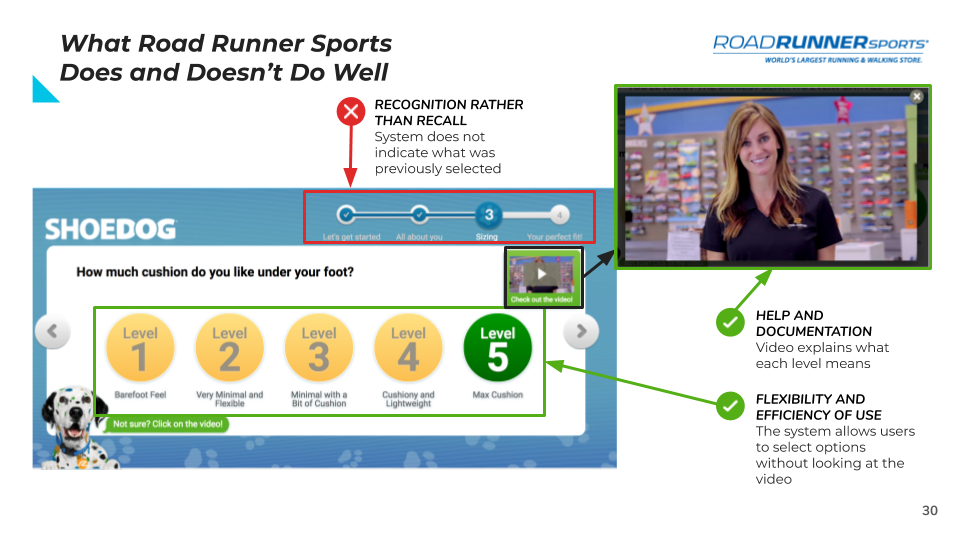 What Road Runner Sports
Does and Doesn't Do Well
ROADRUNNERSPORTS
WORLD'S LARGEST RUNNING & WALKING STORE.
RECOGNITION RATHER
THAN RECALL
System does not
indicate what was
previously selected
SHOEDOG
3
4
Let's get started
All about you
Sizing
Your perfect fit!
How much cushion do you like under your foot?
Check out the video!
Level
1
Level
2
Level
3
Level
4
Level
5
Barefoot Feel
Very Minimal and
Flexible
Minimal with a
Bit of Cushion
Cushiony and
Lightweight
Max Cushion
Not sure? Click on the video!
HELP AND
DOCUMENTATION
Video explains what
each level means
FLEXIBILITY AND
EFFICIENCY OF USE
The system allows users
to select options
without looking at the
video
30